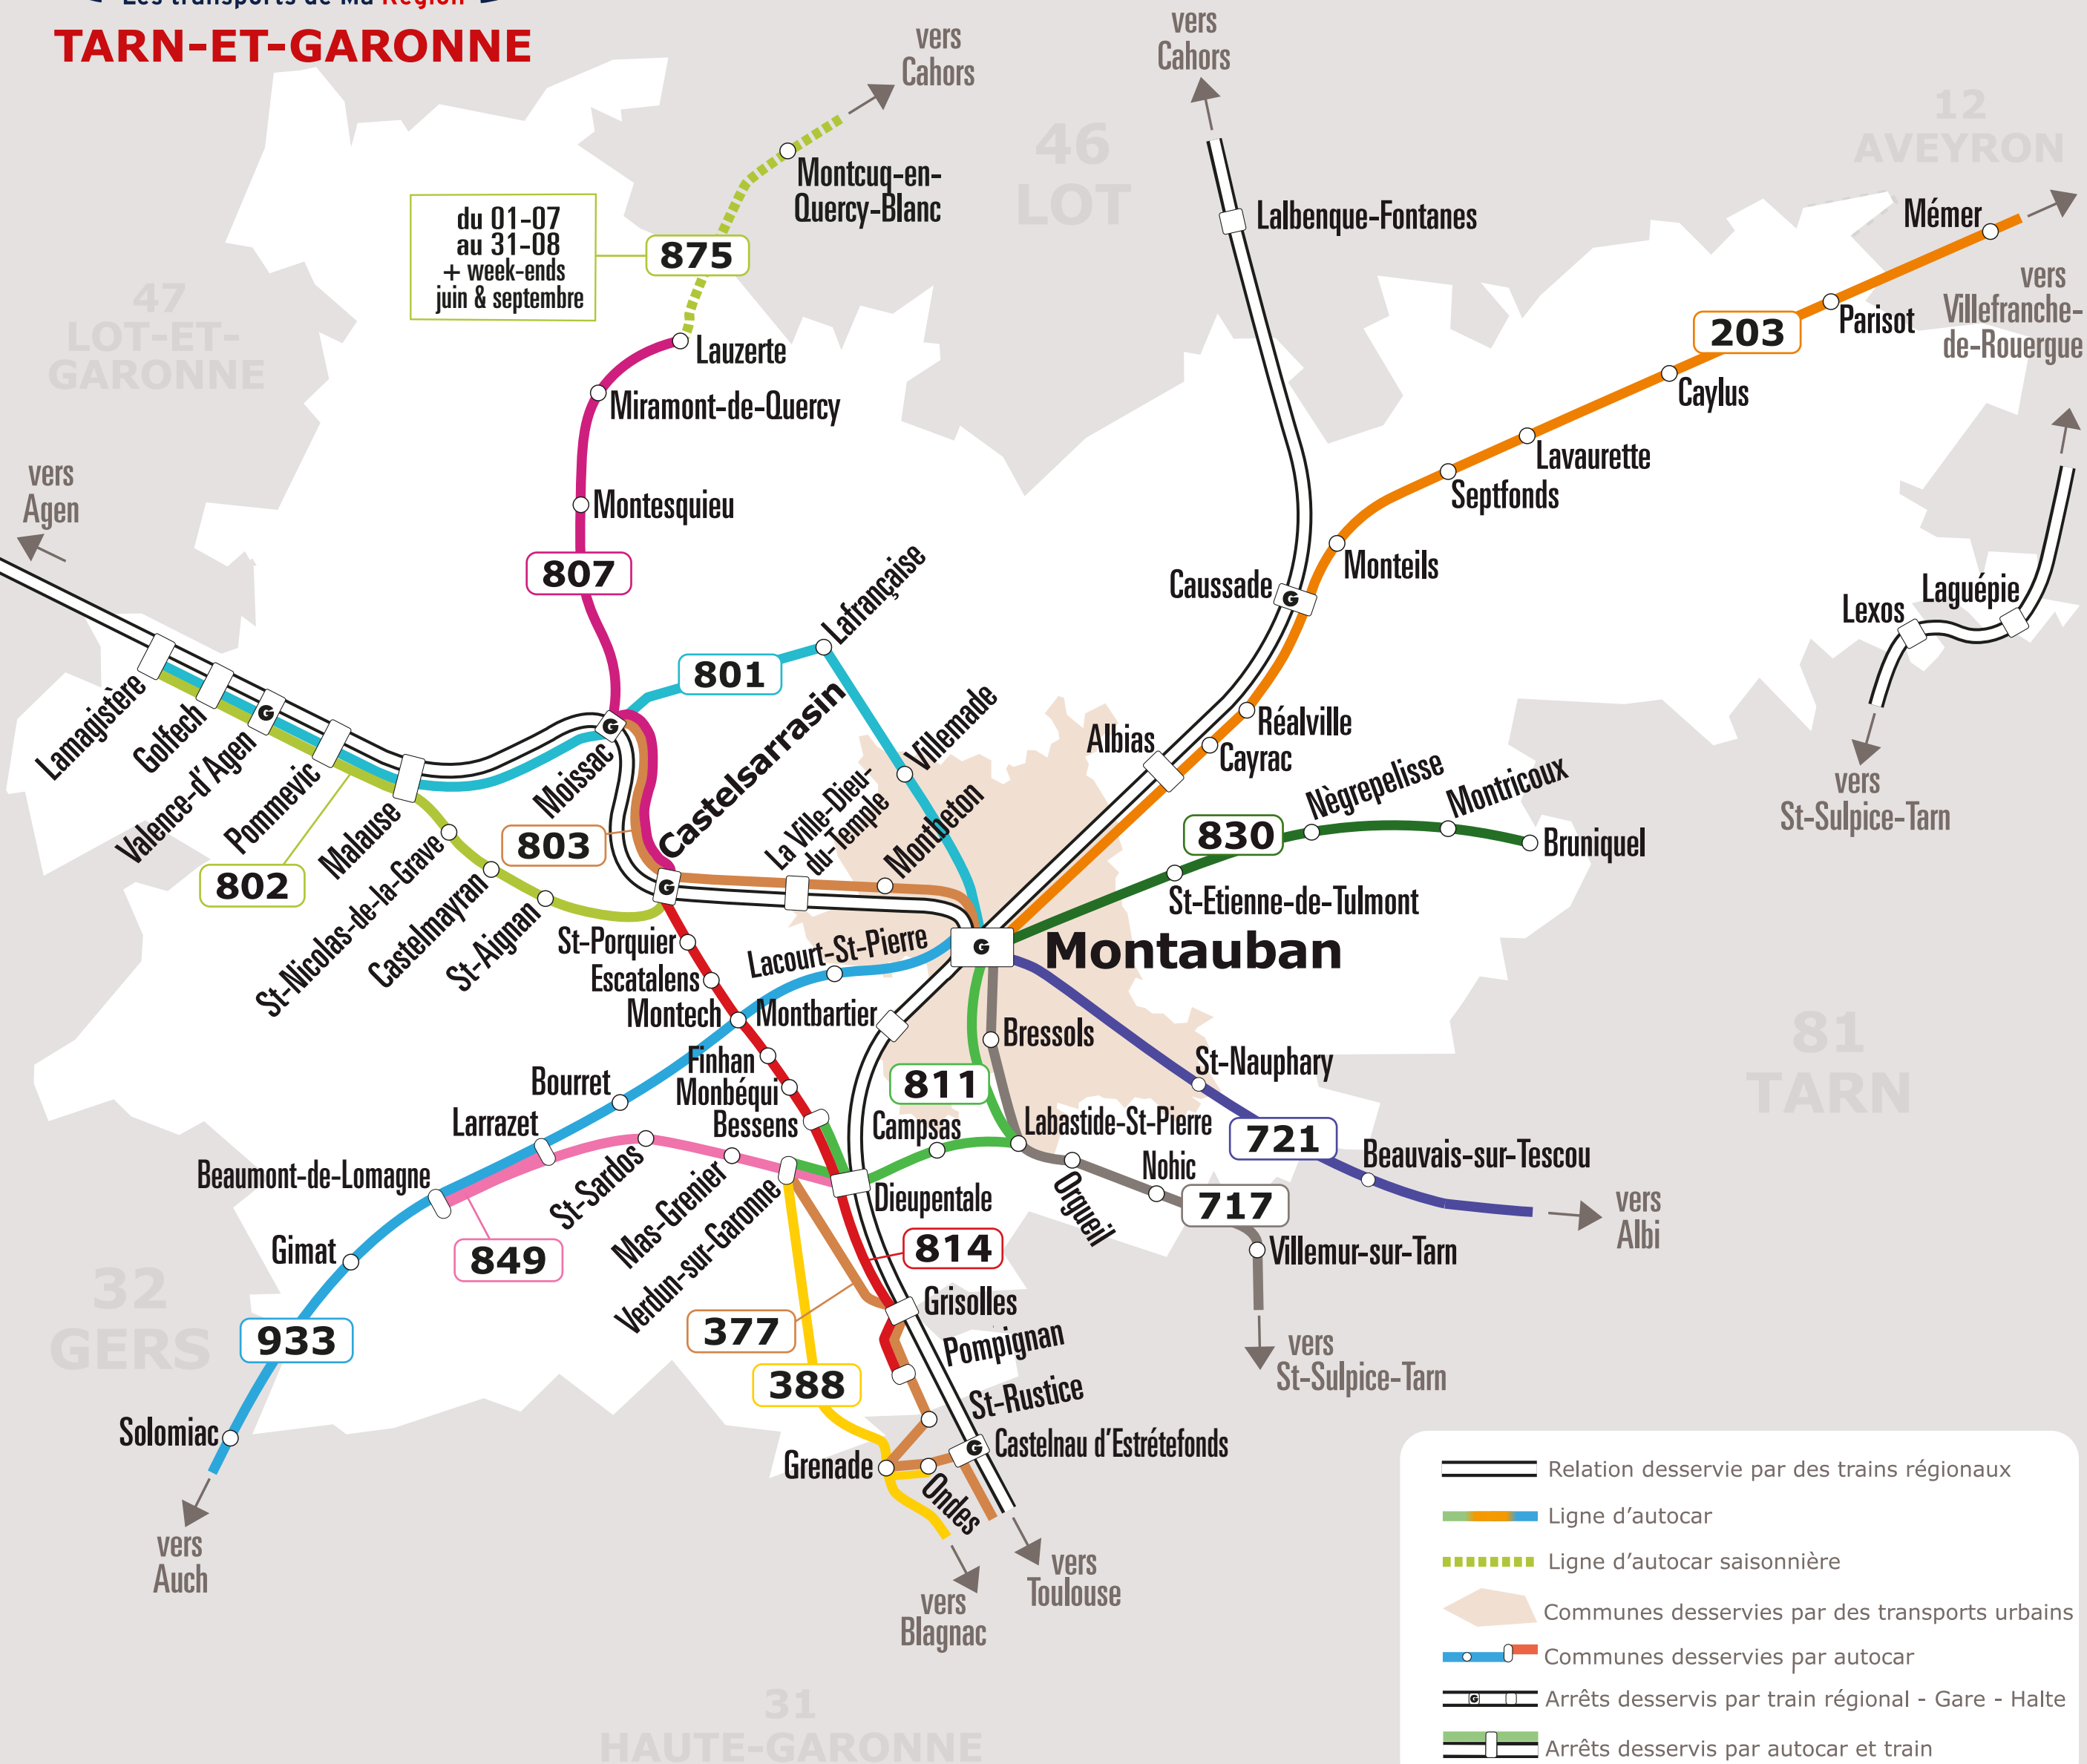 Les transports de Ma Région
TARN-ET-GARONNE
vers
Cahors
vers
Cahors
46
LOT
12
AVEYRON
Montcuq-en-
Quercy-Blanc
du 01-07
au 31-08
+ week-ends
juin & septembre
875
Lalbenque-Fontanes
Mémer
vers
Villefranche-
de-Rouergue
47
LOT-ET-
GARONNE
203
Parisot
Lauzerte
Miramont-de-Quercy
Caylus
Lavaurette
Septfonds
vers
Agen
Montesquieu
807
Monteils
Caussade
Laguépie
Lexos
Lafrançaise
801
Lamagistère
Golfech
Valence-d'Agen
Pommevic
Malause
Moissac
Castelsarrasin
Villemade
La Ville-Dieu-
du-Temple
Montbeton
Albias
Réalville
Cayrac
vers
St-Sulpice-Tarn
803
802
St-Nicolas-de-la-Grave
Castelmayran
St-Aignan
830
Nègrepelisse
Montricoux
Bruniquel
St-Etienne-de-Tulmont
Montauban
St-Porquier
Escatalens
Montech
Lacourt-St-Pierre
Montbartier
Finhan
Monbéqui
Bessens
Bressols
811
St-Nauphary
81
TARN
Bourret
Larrazet
Beaumont-de-Lomagne
Campsas
Labastide-St-Pierre
721
Beauvais-sur-Tescou
St-Sardos
Mas-Grenier
Verdun-sur-Garonne
Dieupentale
Orgueil
Nohic
717
vers
Albi
Gimat
849
814
Villemur-sur-Tarn
32
GERS
933
377
Grisolles
Pompignan
388
vers
St-Sulpice-Tarn
St-Rustice
Solomiac
Grenade
Castelnau d'Estrétefonds
Ondes
vers
Auch
vers
Toulouse
vers
Blagnac
31
HAUTE-GARONNE
Relation desservie par des trains régionaux
Ligne d'autocar
Ligne d'autocar saisonnière
Communes desservies par des transports urbains
Communes desservies par autocar
G
Arrêts desservis par train régional - Gare - Halte
Arrêts desservis par autocar et train